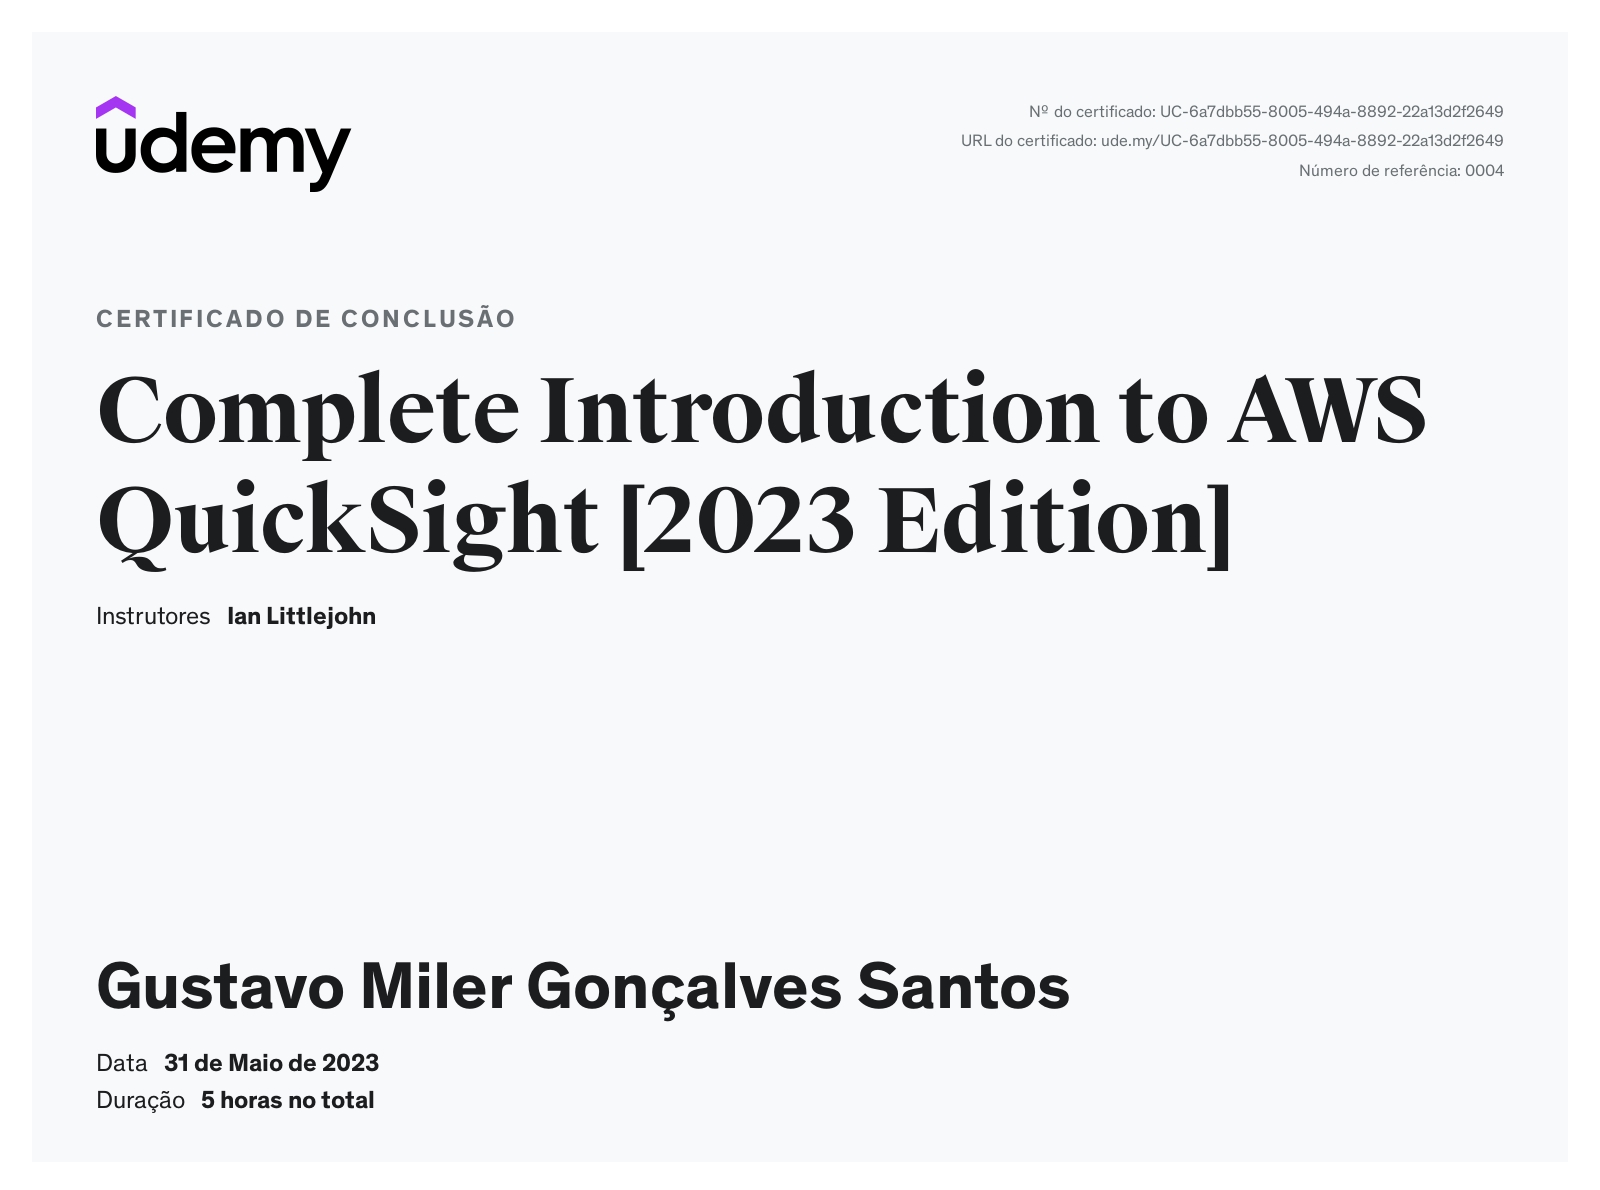 udemy
Nº do certificado: UC-6a7dbb55-8005-494a-8892-22a13d2f2649
URL do certificado: ude.my/UC-6a7dbb55-8005-494a-8892-22a13d2f2649
Número de referência: 0004
CERTIFICADO DE CONCLUSÃO
Complete Introduction to AWS
QuickSight [2023 Edition]
Instrutores Ian Littlejohn
Gustavo Miler Gonçalves Santos
Data 31 de Maio de 2023
Duração 5 horas no total